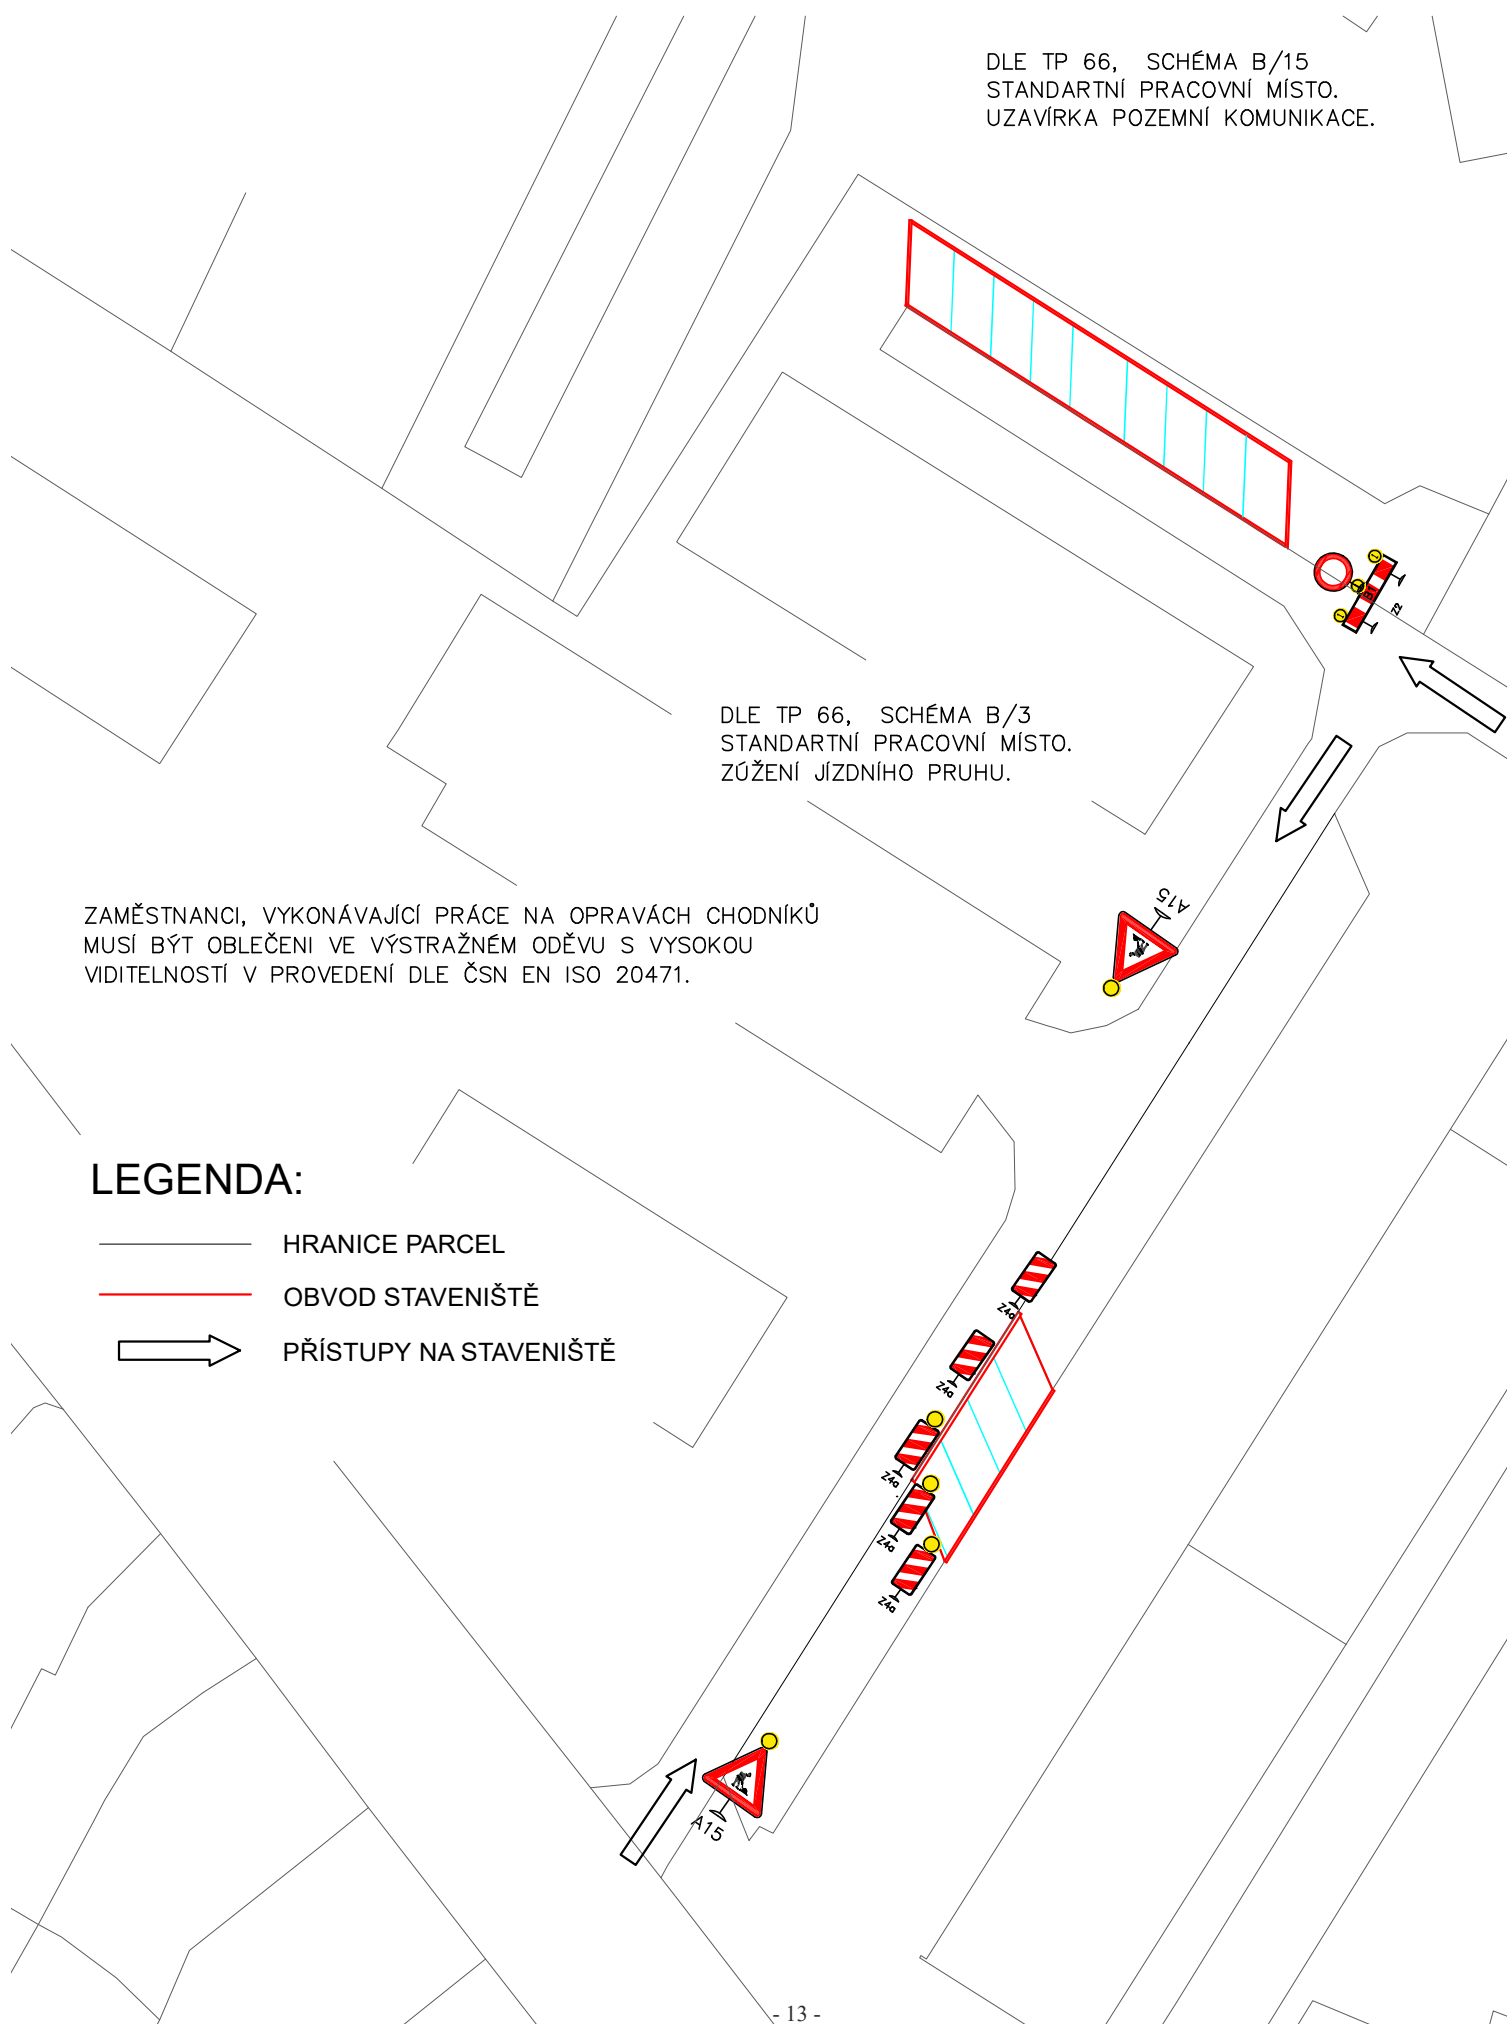 DLE TP 66, SCHÉMA B/15
STANDARTNÍ PRACOVNÍ MÍSTO.
UZAVÍRKA POZEMNÍ KOMUNIKACE.
B1
Z2
DLE TP 66, SCHÉMA B/3
STANDARTNÍ PRACOVNÍ MÍSTO.
ZÚŽENÍ JÍZDNÍHO PRUHU.
A15
ZAMĚSTNANCI, VYKONÁVAJÍCÍ PRÁCE NA OPRAVÁCH CHODNÍKŮ
MUSÍ BÝT OBLEČENI VE VÝSTRAŽNÉM ODĚVU S VYSOKOU
VIDITELNOSTÍ V PROVEDENÍ DLE ČSN EN ISO 20471.
LEGENDA:
HRANICE PARCEL
OBVOD STAVENIŠTĚ
PŘÍSTUPY NA STAVENIŠTĚ
Z4a
Z4a
Z4a
Z4a
Z4a
A15
- 13 -